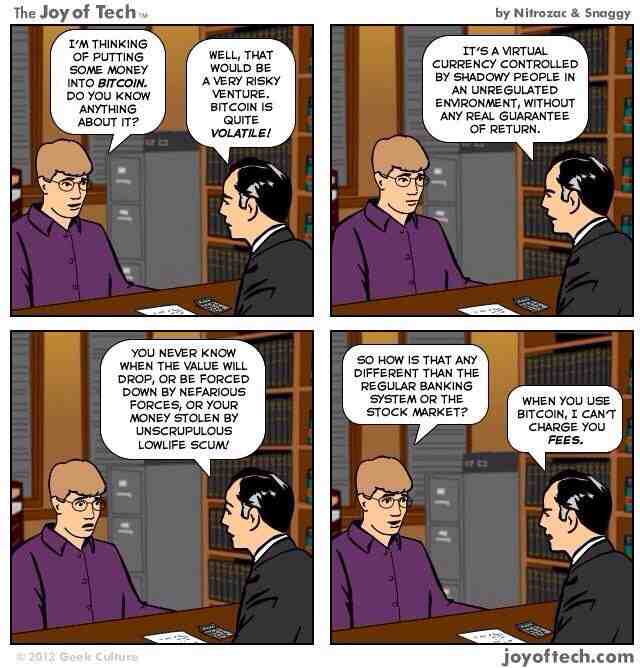 The Joy of Tech™
by Nitrozac & Snaggy
I'M THINKING
OF PUTTING
SOME MONEY
INTO BITCOIN.
DO YOU KNOW
ANYTHING
ABOUT IT?
WELL, THAT
WOULD BE
A VERY RISKY
VENTURE.
BITCOIN IS
QUITE
VOLATILE!
IT'S A VIRTUAL
CURRENCY CONTROLLED
BY SHADOWY PEOPLE IN
AN UNREGULATED
ENVIRONMENT, WITHOUT
ANY REAL GUARANTEE
OF RETURN.
YOU NEVER KNOW
WHEN THE VALUE WILL
DROP, OR BE FORCED
DOWN BY NEFARIOUS
FORCES, OR YOUR
MONEY STOLEN BY
UNSCRUPULOUS
LOWLIFE SCUM!
SO HOW IS THAT ANY
DIFFERENT THAN THE
REGULAR BANKING
SYSTEM OR THE
STOCK MARKET?
WHEN YOU USE
BITCOIN, I CAN'T
CHARGE YOU
FEES.
© 2013 Geek Culture
joyoftech.com